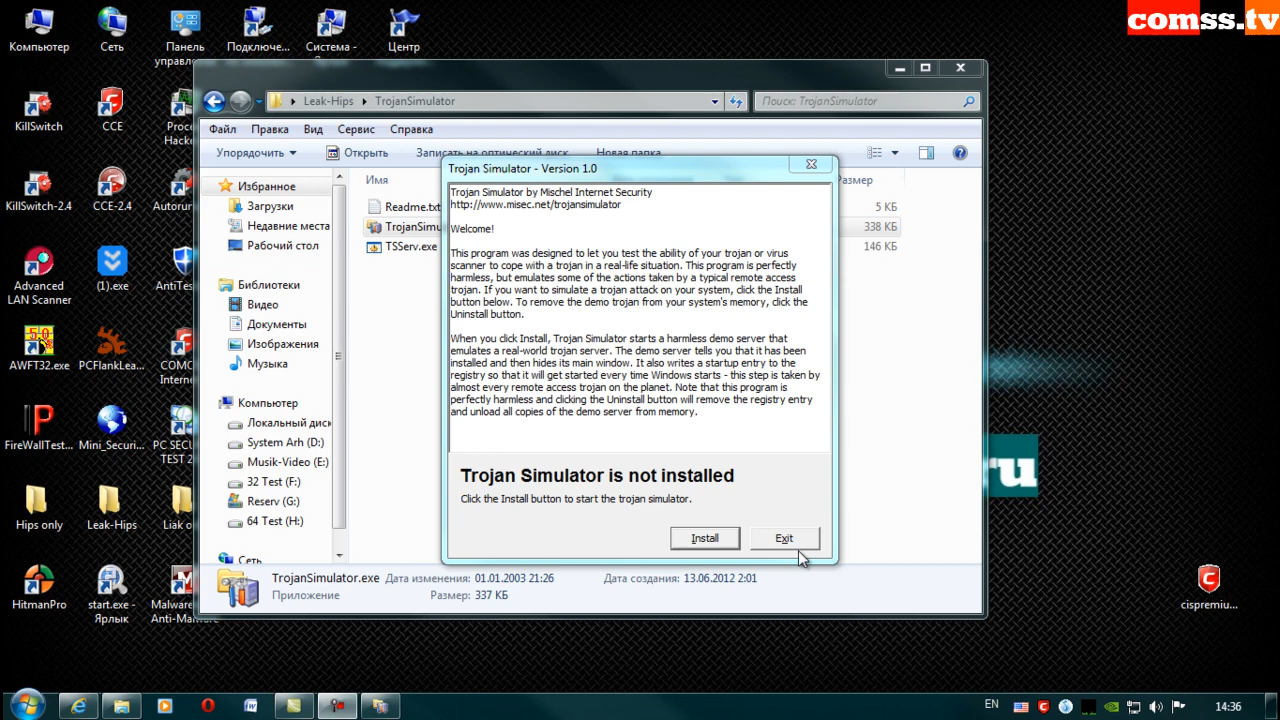 comss.tv
Компьютер
Сеть
Панель
управле...
Подключе...
Система -
Центр
KillSwitch
CCE
Proce
Hacke
KillSwitch-2.4
CCE-2.4
Autorun
Advanced
LAN Scanner
(1).exe
AntiTes
AWFT32.exe
PCFlankLea...
COMO
Interne
FireWallTest...
Mini_Securi...
PC SECU
TEST 2
Hips only
Leak-Hips
Liak o
HitmanPro
start.exe -
Ярлык
Malware
Anti-Malware
Leak-Hips
TrojanSimulator
Поиск: TrojanSimulator
Файл
Правка
Вид
Сервис
Справка
Упорядочить
Открыть
Записать на оптический диск
Новая папка
Избранное
Загрузки
Недавние места
Рабочий стол
Библиотеки
Видео
Документы
Изображения
Музыка
Компьютер
Локальный диск
System Arh (D:)
Musik-Video (E:)
32 Test (F:)
Reserv (G:)
64 Test (H:)
Сеть
Имя
Размер
Readme.txt
5 КБ
TrojanSimu
338 КБ
TSServ.exe
146 КБ
Trojan Simulator - Version 1.0
Trojan Simulator by Mischel Internet Security
http://www.misec.net/trojansimulator
Welcome!
This program was designed to let you test the ability of your trojan or virus
scanner to cope with a trojan in a real-life situation. This program is perfectly
harmless, but emulates some of the actions taken by a typical remote access
trojan. If you want to simulate a trojan attack on your system, click the Install
button below. To remove the demo trojan from your system's memory, click the
Uninstall button.
When you click Install, Trojan Simulator starts a harmless demo server that
emulates a real-world trojan server. The demo server tells you that it has been
installed and then hides its main window. It also writes a startup entry to the
registry so that it will get started every time Windows starts - this step is taken by
almost every remote access trojan on the planet. Note that this program is
perfectly harmless and clicking the Uninstall button will remove the registry entry
and unload all copies of the demo server from memory.
Trojan Simulator is not installed
Click the Install button to start the trojan simulator.
Install
Exit
TrojanSimulator.exe
Дата изменения: 01.01.2003 21:26
Дата создания: 13.06.2012 2:01
Приложение
Размер: 337 КБ
ru
cispremiu...
EN
14:36